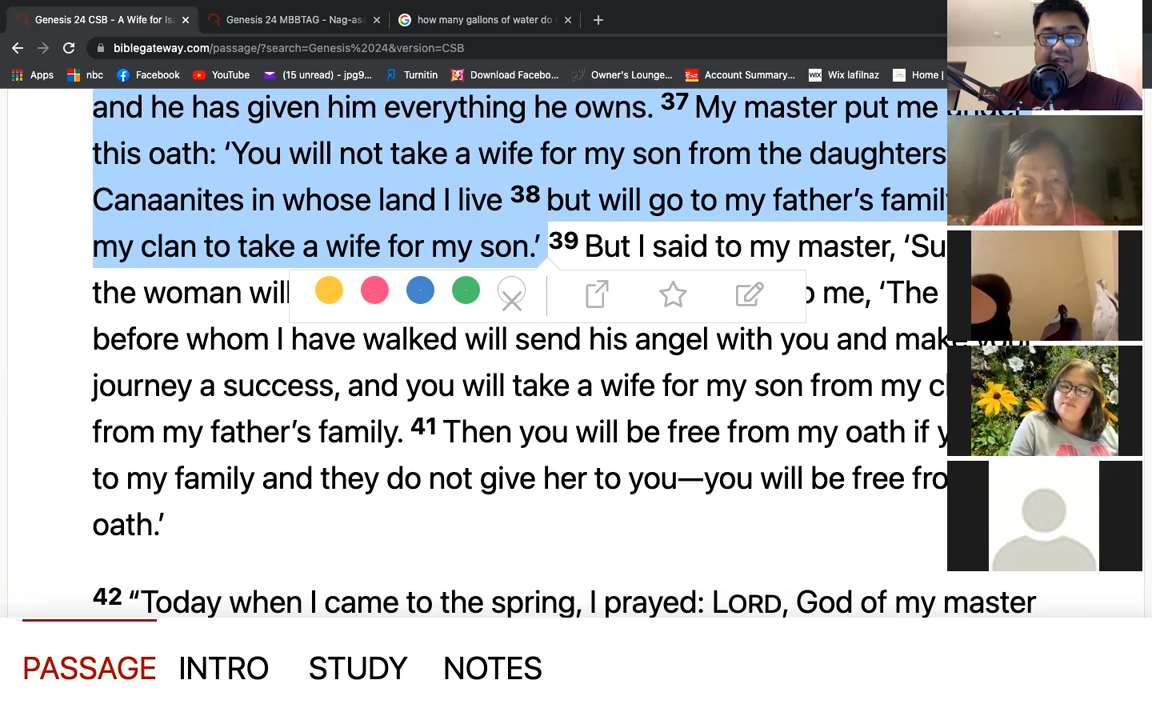 Genesis 24 CSB - A Wife for Isa
Genesis 24 MBBTAG - Nag-asa
how many gallons of water do
biblegateway.com/passage/?search=Genesis%2024&version=CSB
Apps nbc Facebook YouTube (15 unread) - jpg9... Turnitin Download Facebo... Owner's Lounge... Account Summary... WIX Wix lafilnaz Home |
and he has given him everything he owns. 37 My master put me under
this oath: ‘You will not take a wife for my son from the daughters
Canaanites in whose land I live 38 but will go to my father’s famil
my clan to take a wife for my son.’ 39 But I said to my master, ‘Su
the woman will o me, ‘The
before whom I have walked will send his angel with you and make your
journey a success, and you will take a wife for my son from my cl
from my father’s family. 41 Then you will be free from my oath if y
to my family and they do not give her to you—you will be free fro
oath.’
42 “Today when I came to the spring, I prayed: LORD, God of my master
PASSAGE INTRO STUDY NOTES